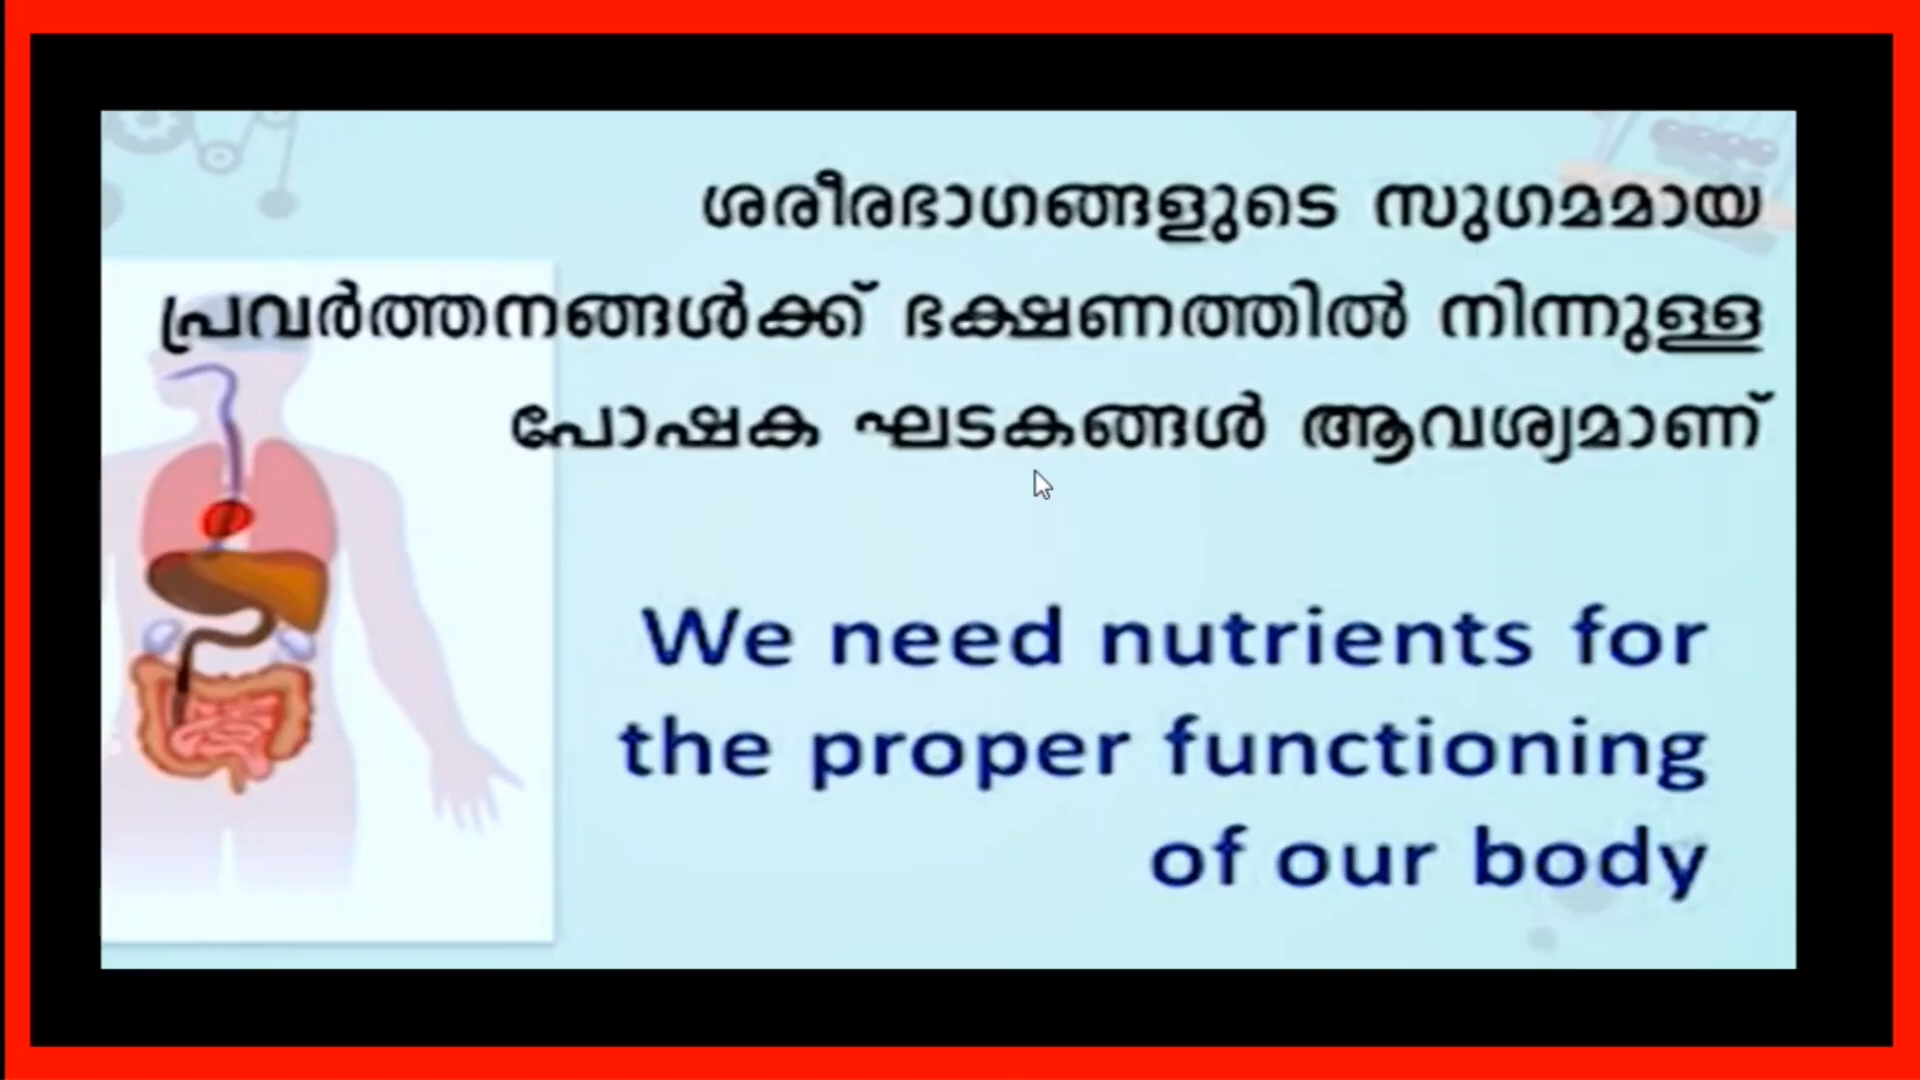 ശരീരഭാഗങ്ങളുടെ സുഗമമായ
പ്രവർത്തനങ്ങൾക്ക് ഭക്ഷണത്തിൽ നിന്നുള്ള
പോഷക ഘടകങ്ങൾ ആവശ്യമാണ്
We need nutrients for
the proper functioning
of our body